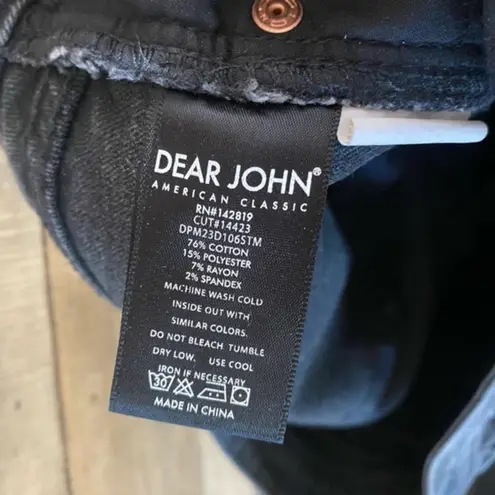 DEAR JOHN®
AMERICAN CLASSIC
RN#142819
CUT#14423
DPM23D106STM
76% COTTON
15% POLYESTER
7% RAYON
2% SPANDEX
MACHINE WASH COLD
INSIDE OUT WITH
SIMILAR COLORS.
DO NOT BLEACH. TUMBLE
DRY LOW. USE COOL
IRON IF NECESSARY
30
MADE IN CHINA